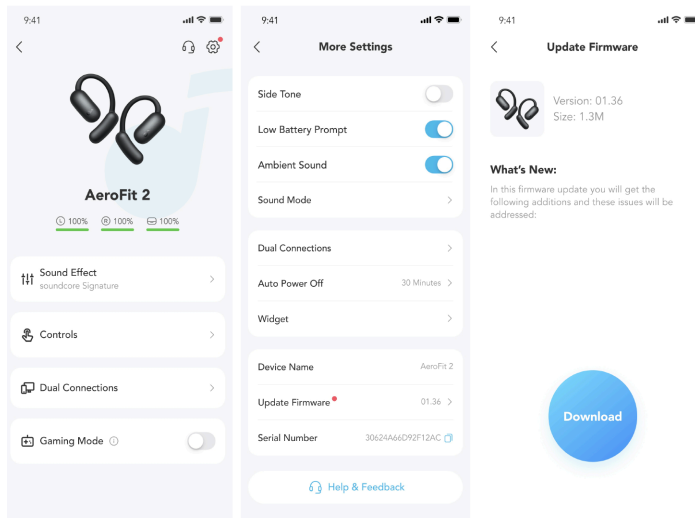 9:41
AeroFit 2
L 100%
R 100%
100%
Sound Effect
soundcore Signature
Controls
Dual Connections
Gaming Mode
9:41
More Settings
Side Tone
Low Battery Prompt
Ambient Sound
Sound Mode
Dual Connections
Auto Power Off 30 Minutes
Widget
Device Name AeroFit 2
Update Firmware 01.36
Serial Number 30624A66D92F12AC
Help & Feedback
9:41
Update Firmware
Version: 01.36
Size: 1.3M
What's New:
In this firmware update you will get the
following additions and these issues will be
addressed:
Download